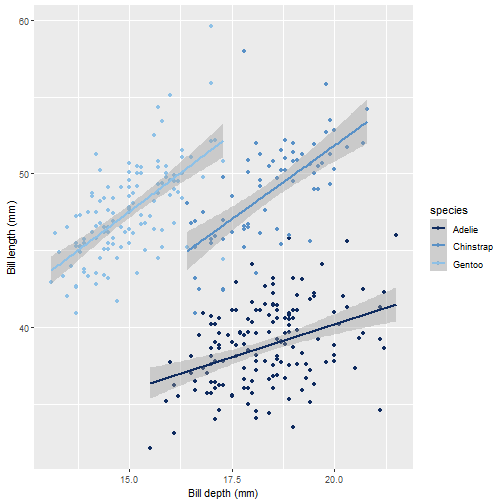 60
50
40
Bill length (mm)
15.0
17.5
20.0
Bill depth (mm)
species
Adelie
Chinstrap
Gentoo